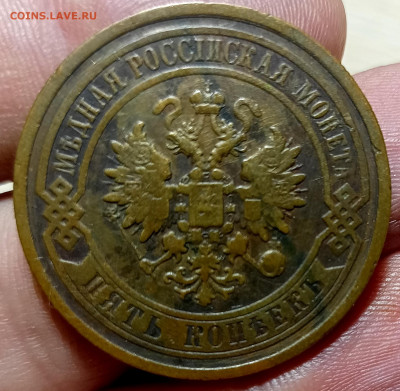 COINS.LAVE.RU
МѢДНАЯ РОССІЙСКАЯ МОНЕТА
ПЯТЬ КОПѢЕКЪ